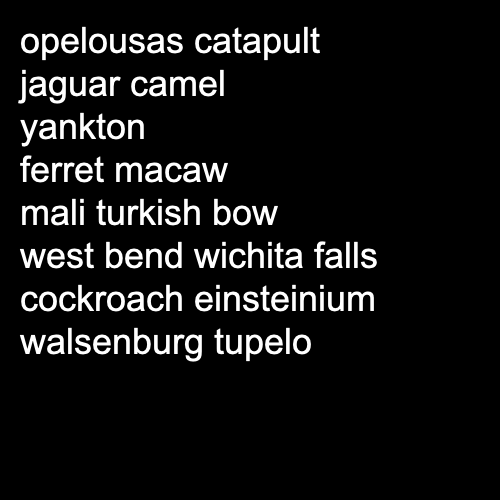 opelousas catapult
jaguar camel
yankton
ferret macaw
mali turkish bow
west bend wichita falls
cockroach einsteinium
walsenburg tupelo